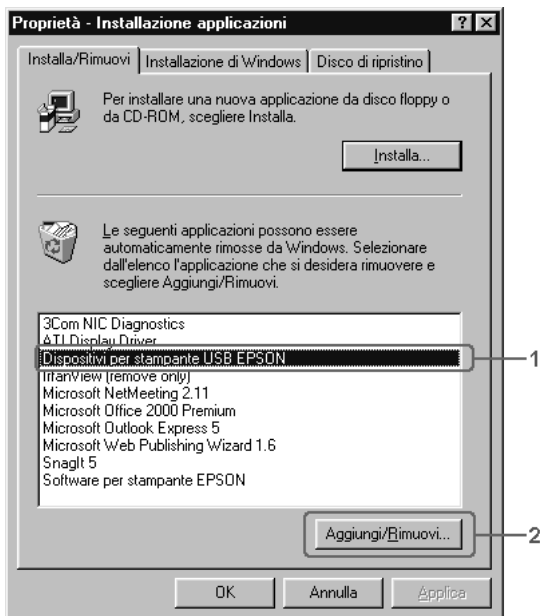 Proprietà - Installazione applicazioni
Installa/Rimuovi
Installazione di Windows
Disco di ripristino
Per installare una nuova applicazione da disco floppy o
da CD-ROM, scegliere Installa.
Installa...
Le seguenti applicazioni possono essere
automaticamente rimosse da Windows. Selezionare
dall'elenco l'applicazione che si desidera rimuovere e
scegliere Aggiungi/Rimuovi.
3Com NIC Diagnostics
ATI Display Driver
Dispositivi per stampante USB EPSON
1
IrfanView (remove only)
Microsoft NetMeeting 2.11
Microsoft Office 2000 Premium
Microsoft Outlook Express 5
Microsoft Web Publishing Wizard 1.6
SnagIt 5
Software per stampante EPSON
Aggiungi/Rimuovi...
2
OK
Annulla
Applica